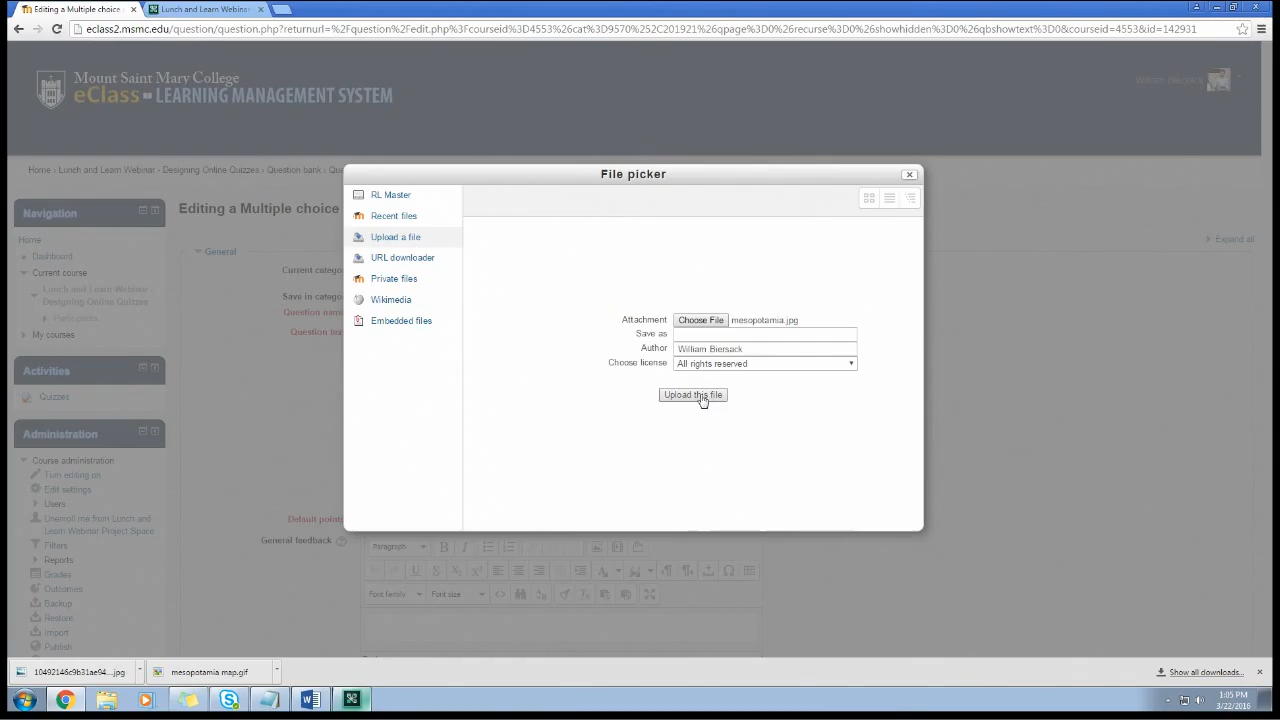 Editing a Multiple choice
Lunch and Learn Webinar
eclass2.msmc.edu/question/question.php?returnurl=%2Fquestion%2Fedit.php%3Fcourseid%3D4553%26cat%3D9570%252C201921%26qpage%3D0%26recurse%3D0%26showhidden%3D0%26qbshowtext%3D0&courseid=4553&id=142931
Mount Saint Mary College
eClass - LEARNING MANAGEMENT SYSTEM
William Biersack
Home › Lunch and Learn Webinar - Designing Online Quizzes › Question bank ›
File picker
RL Master
Recent files
Upload a file
URL downloader
Private files
Wikimedia
Embedded files
Attachment Choose File mesopotamia.jpg
Save as
Author William Biersack
Choose license All rights reserved
Upload this file
Navigation
Home
Dashboard
Current course
Lunch and Learn Webinar -
Designing Online Quizzes
Participants
My courses
Activities
Quizzes
Administration
Course administration
Turn editing on
Edit settings
Users
Unenroll me from Lunch and
Learn Webinar Project Space
Filters
Reports
Grades
Outcomes
Backup
Restore
Import
Publish
Editing a Multiple choice
Expand all
General
Current catego
Save in catego
Question name
Question te
Default points
General feedback
Paragraph
Font family Font size
10492146c9b31ae94....jpg
mesopotamia map.gif
Show all downloads...
1:05 PM
3/22/2016